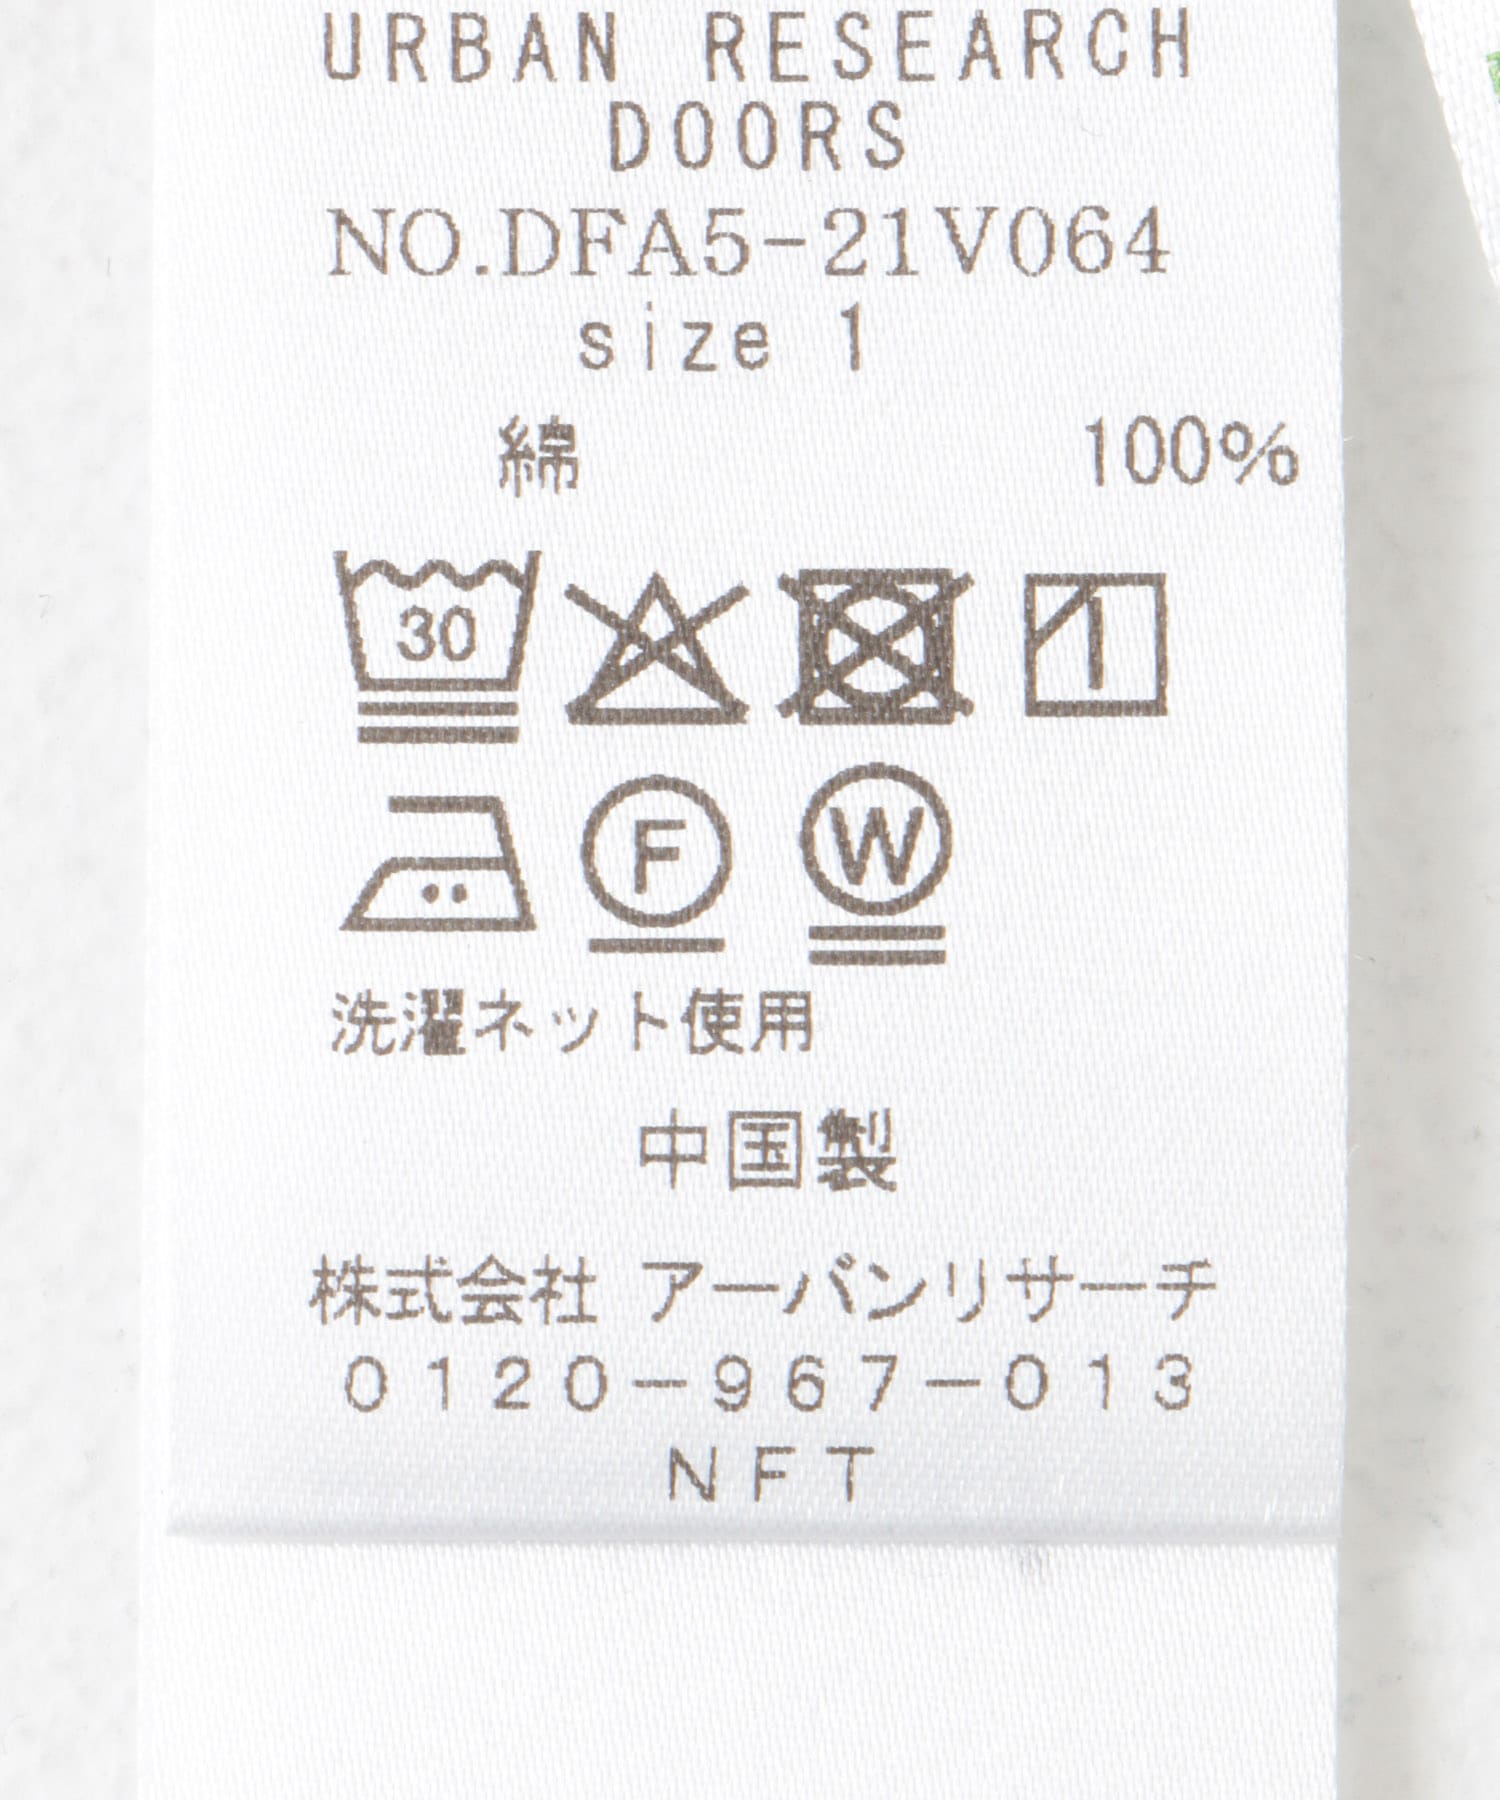 URBAN RESEARCH
DOORS
NO.DFA5-21V064
size 1
綿 100%
30
F W
洗濯ネット使用
中国製
株式会社 アーバンリサーチ
0120-967-013
NFT